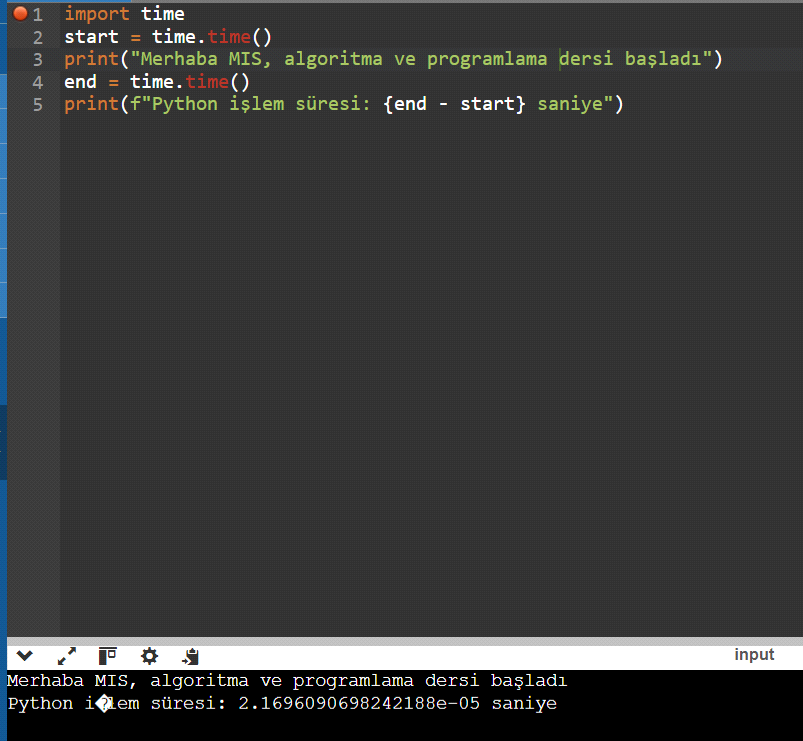 1 import time
2 start = time.time()
3 print("Merhaba MIS, algoritma ve programlama dersi başladı")
4 end = time.time()
5 print(f"Python işlem süresi: {end - start} saniye")
input
Merhaba MIS, algoritma ve programlama dersi başladı
Python i�lem süresi: 2.1696090698242188e-05 saniye